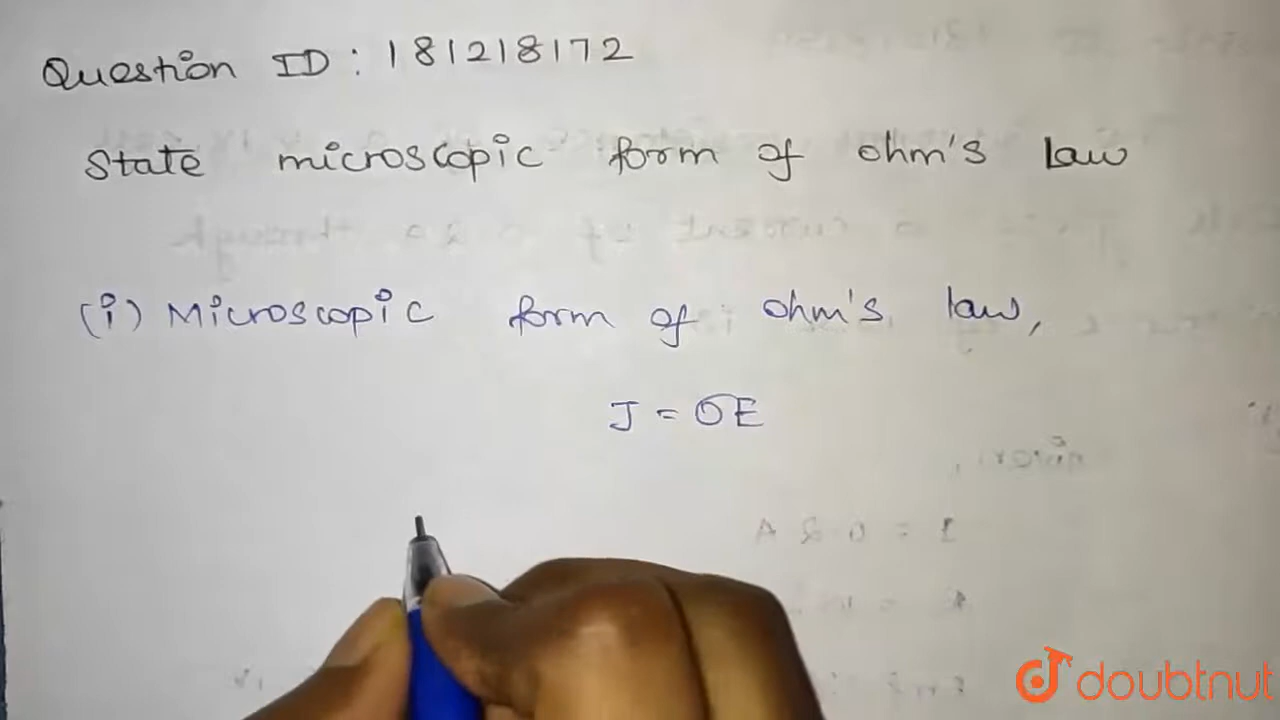 Question ID : 181218172
State microscopic form of ohm's law
(i) Microscopic form of ohm's law,
J = σE
doubtnut